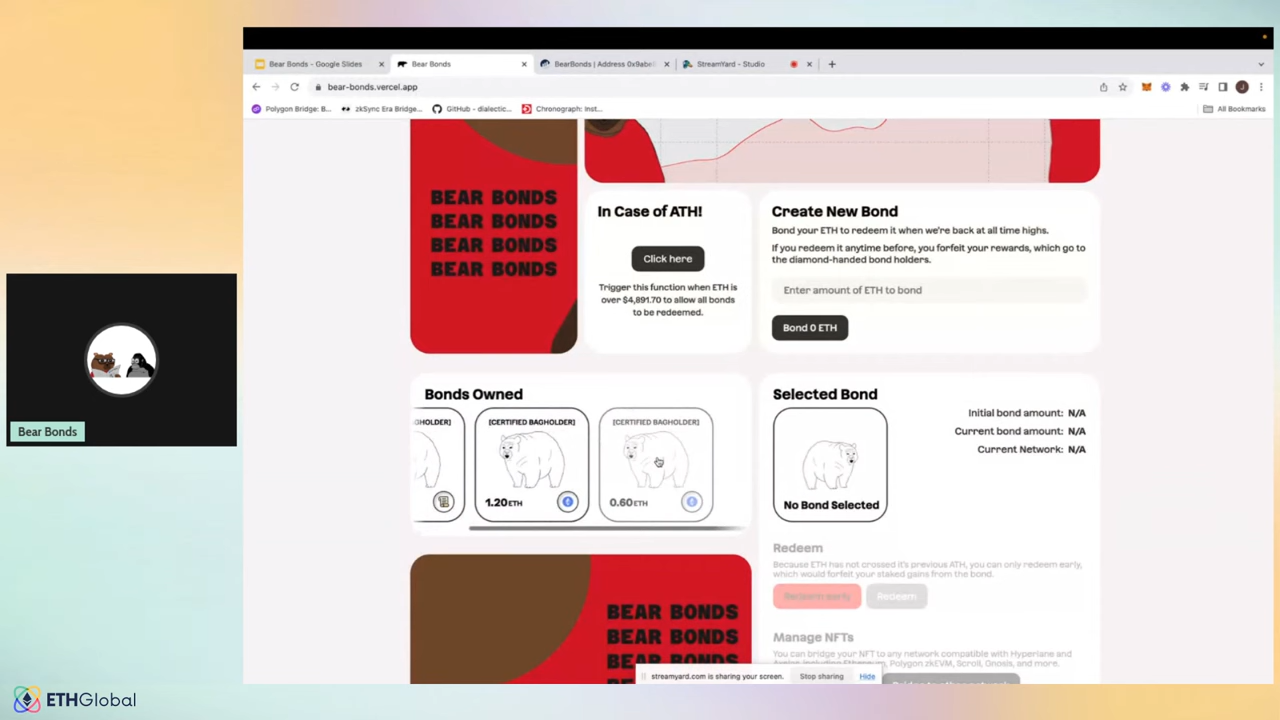 Bear Bonds - Google Slides
Bear Bonds
BearBonds | Address 0x9abe
StreamYard - Studio
bear-bonds.vercel.app
J
Polygon Bridge: B...
zkSync Era Bridge...
GitHub - dialectic...
Chronograph: Inst...
All Bookmarks
BEAR BONDS
BEAR BONDS
BEAR BONDS
BEAR BONDS
In Case of ATH!
Click here
Trigger this function when ETH is
over $4,891.70 to allow all bonds
to be redeemed.
Create New Bond
Bond your ETH to redeem it when we're back at all time highs.
If you redeem it anytime before, you forfeit your rewards, which go to
the diamond-handed bond holders.
Enter amount of ETH to bond
Bond 0 ETH
Bonds Owned
GHOLDER]
[CERTIFIED BAGHOLDER]
1.20ETH
[CERTIFIED BAGHOLDER]
0.60ETH
Selected Bond
No Bond Selected
Initial bond amount: N/A
Current bond amount: N/A
Current Network: N/A
Redeem
Because ETH has not crossed it's previous ATH, you can only redeem early,
which would forfeit your staked gains from the bond.
Redeem early
Redeem
Manage NFTs
You can bridge your NFT to any network compatible with Hyperlane and
including Ethereum, Polygon zkEVM, Scroll, Gnosis, and more.
BEAR BONDS
BEAR BONDS
BEAR BONDS
streamyard.com is sharing your screen.
Stop sharing
Hide
Bear Bonds
ETHGlobal